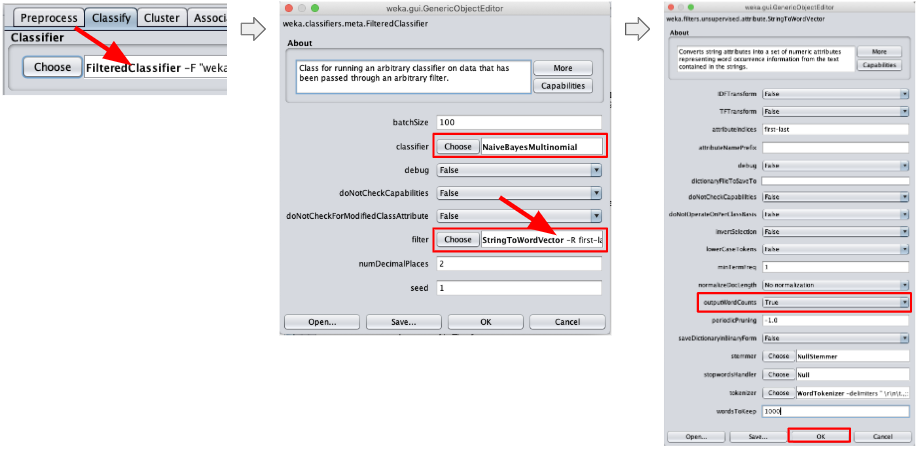 Preprocess Classify Cluster Associ
Classifier
Choose FilteredClassifier -F "weka
weka.gui.GenericObjectEditor
weka.classifiers.meta.FilteredClassifier
About
Class for running an arbitrary classifier on data that has
been passed through an arbitrary filter.
More
Capabilities
batchSize 100
classifier Choose NaiveBayesMultinomial
debug False
doNotCheckCapabilities False
doNotCheckForModifiedClassAttribute False
filter Choose StringToWordVector -R first-la
numDecimalPlaces 2
seed 1
Open... Save... OK Cancel
weka.gui.GenericObjectEditor
weka.filters.unsupervised.attribute.StringToWordVector
About
Converts string attributes into a set of numeric attributes
representing word occurrence information from the text
contained in the strings.
More
Capabilities
IDFTransform False
TFTransform False
attributeIndices first-last
attributeNamePrefix
debug False
dictionaryFileToSaveTo
doNotCheckCapabilities False
doNotOperateOnPerClassBasis False
invertSelection False
lowerCaseTokens False
minTermFreq 1
normalizeDocLength No normalization
outputWordCounts True
periodicPruning -1.0
saveDictionaryInBinaryForm False
stemmer Choose NullStemmer
stopwordsHandler Choose Null
tokenizer Choose WordTokenizer -delimiters " \r\n\t.,;:
wordsToKeep 1000
Open... Save... OK Cancel